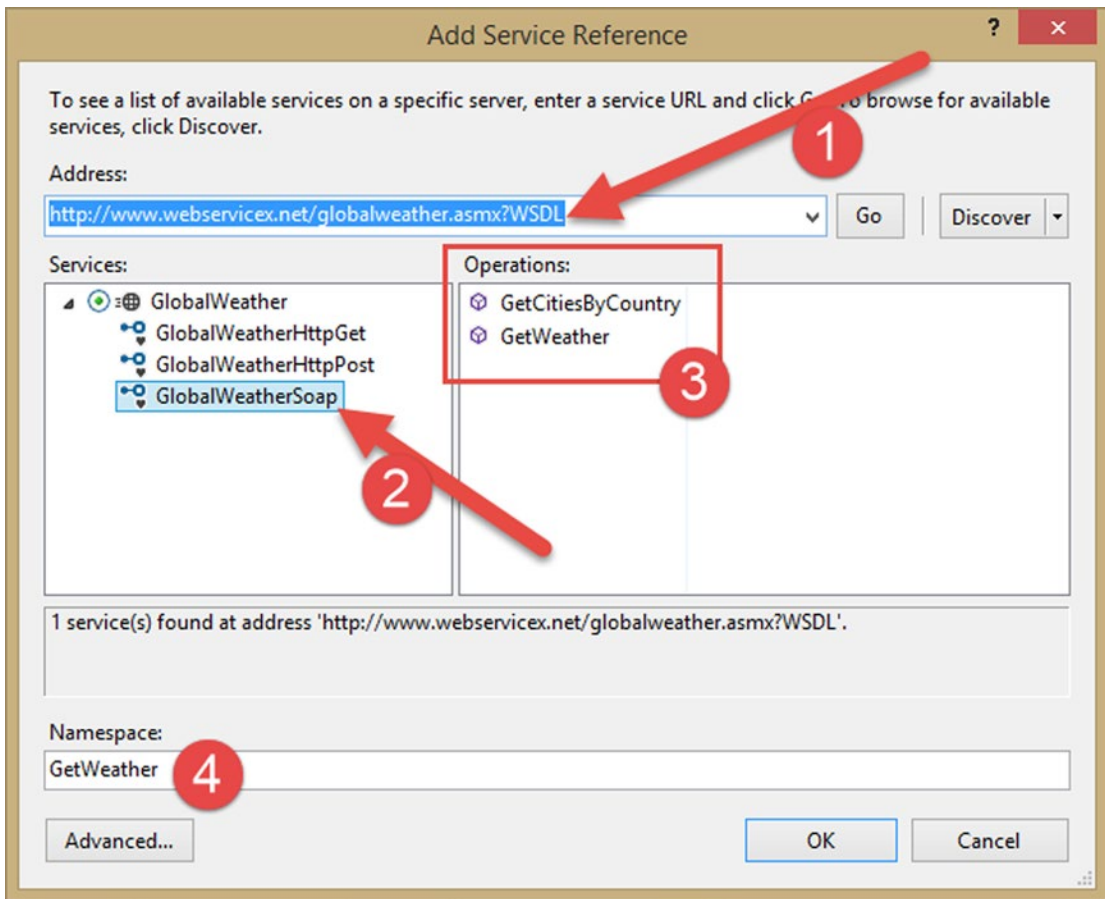 Add Service Reference
?
To see a list of available services on a specific server, enter a service URL and click Go. To browse for available
services, click Discover.
1
Address:
http://www.webservicex.net/globalweather.asmx?WSDL
Go
Discover
Services:
Operations:
GlobalWeather
GetCitiesByCountry
GlobalWeatherHttpGet
GetWeather
GlobalWeatherHttpPost
3
GlobalWeatherSoap
2
1 service(s) found at address 'http://www.webservicex.net/globalweather.asmx?WSDL'.
Namespace:
GetWeather
4
Advanced...
OK
Cancel